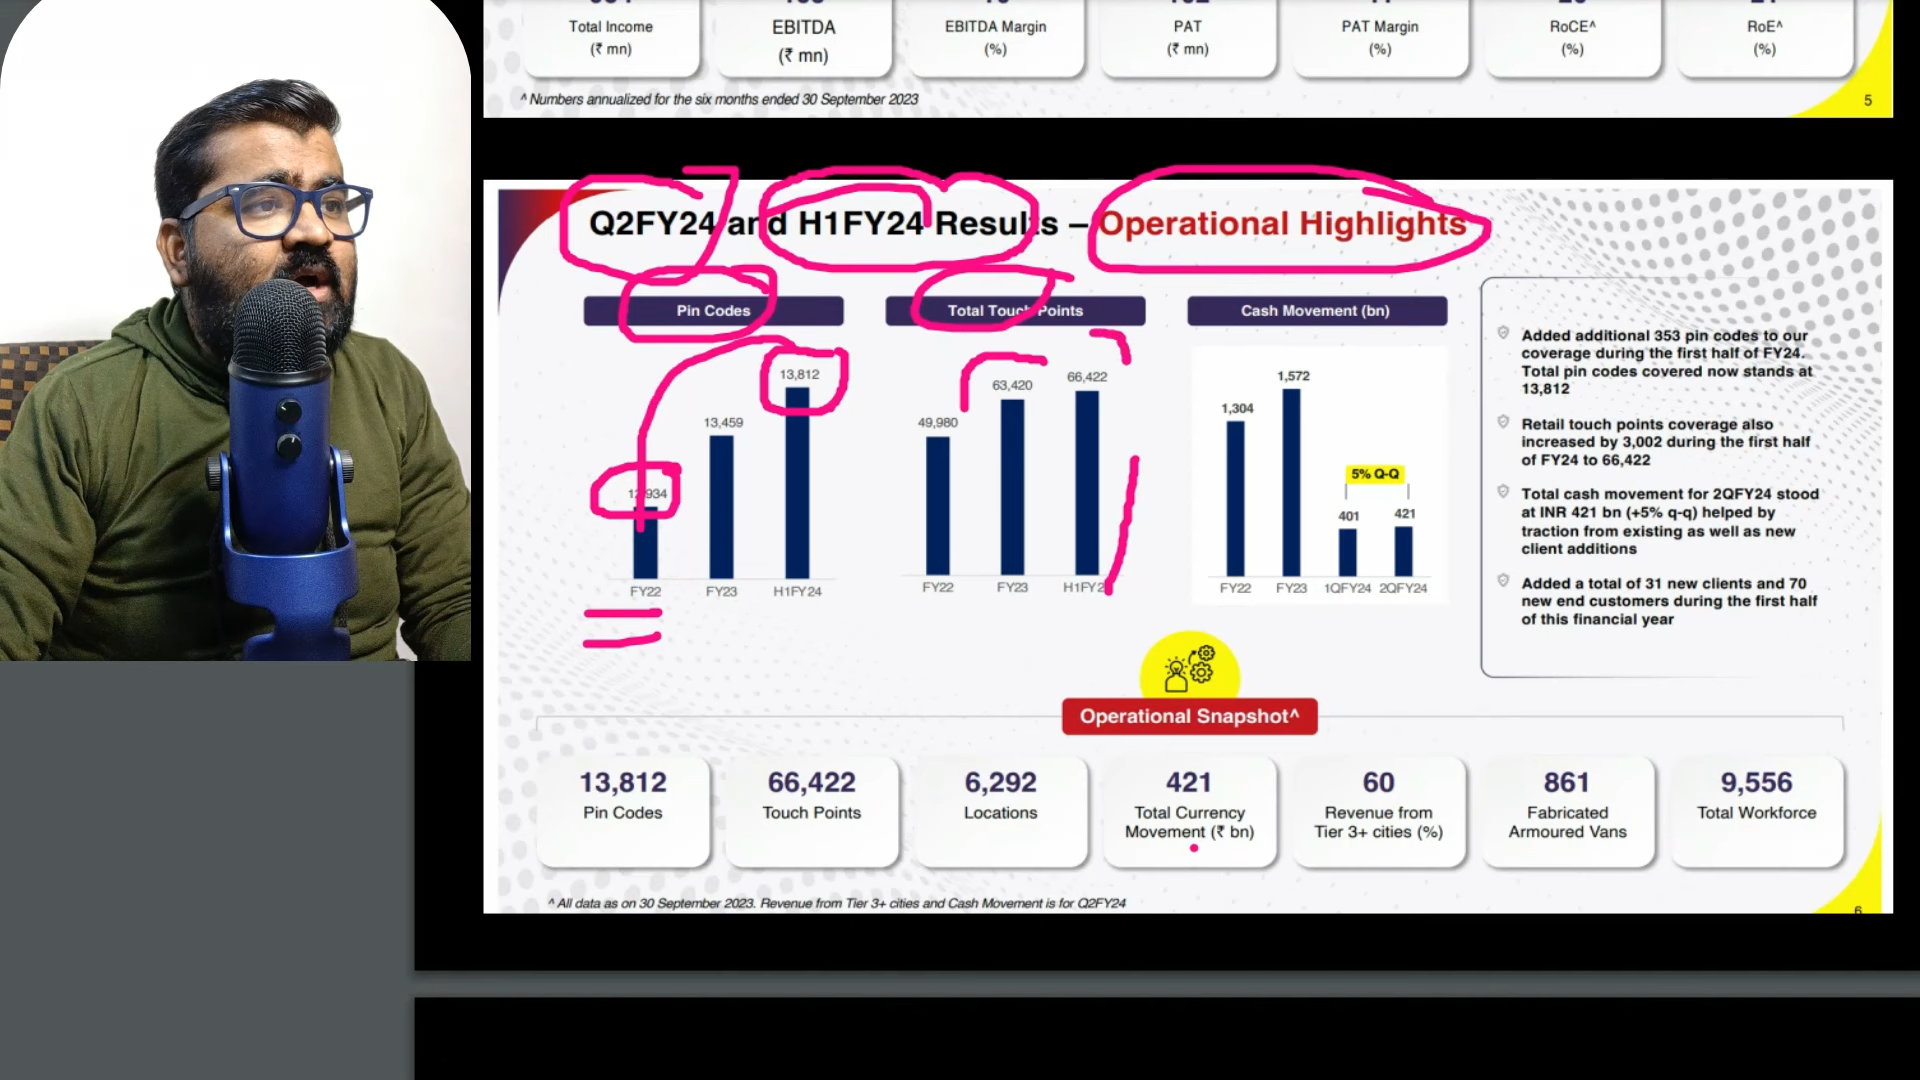 Total Income
(₹ mn)
EBITDA
(₹ mn)
EBITDA Margin
(%)
PAT
(₹ mn)
PAT Margin
(%)
RoCE^
(%)
RoE^
(%)
^ Numbers annualized for the six months ended 30 September 2023
5
Q2FY24 and H1FY24 Results – Operational Highlights
Pin Codes
13,812
13,459
FY22
FY23
H1FY24
Total Touch Points
66,422
63,420
49,980
FY22
FY23
H1FY2
Cash Movement (bn)
1,572
1,304
5% Q-Q
401
421
FY22
FY23
1QFY24
2QFY24
Added additional 353 pin codes to our
coverage during the first half of FY24.
Total pin codes covered now stands at
13,812
Retail touch points coverage also
increased by 3,002 during the first half
of FY24 to 66,422
Total cash movement for 2QFY24 stood
at INR 421 bn (+5% q-q) helped by
traction from existing as well as new
client additions
Added a total of 31 new clients and 70
new end customers during the first half
of this financial year
Operational Snapshot^
13,812
Pin Codes
66,422
Touch Points
6,292
Locations
421
Total Currency
Movement (₹ bn)
60
Revenue from
Tier 3+ cities (%)
861
Fabricated
Armoured Vans
9,556
Total Workforce
^ All data as on 30 September 2023. Revenue from Tier 3+ cities and Cash Movement is for Q2FY24